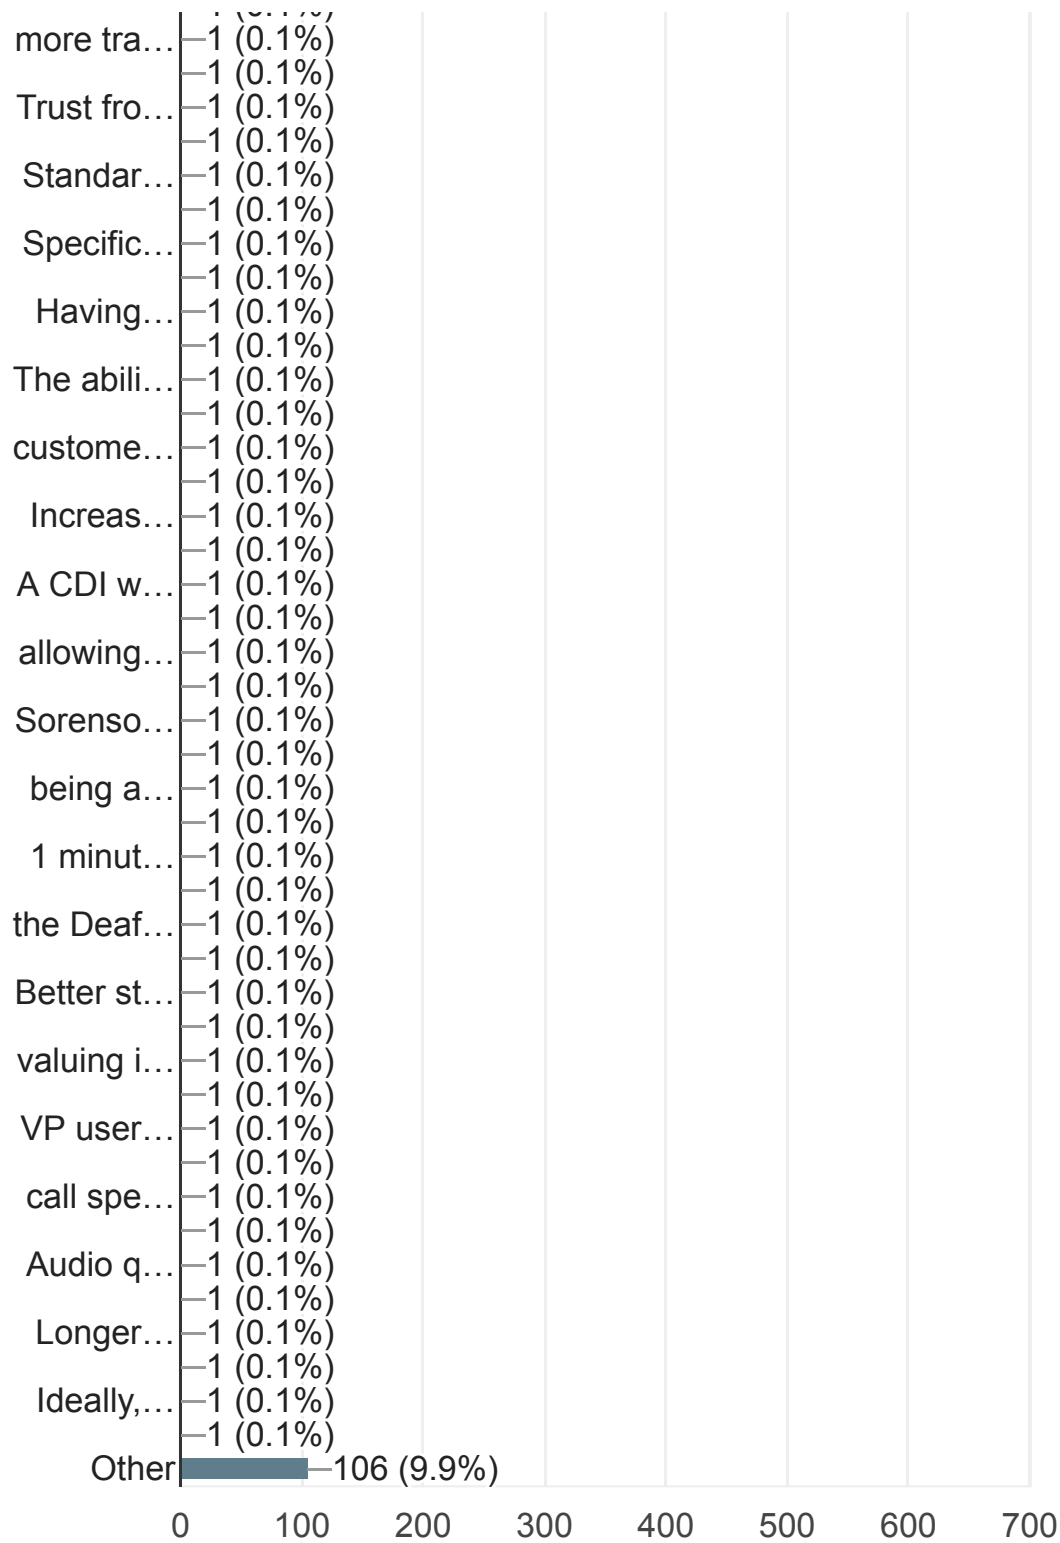 1 (0.1%)
more tra… 1 (0.1%)
1 (0.1%)
Trust fro… 1 (0.1%)
1 (0.1%)
Standar… 1 (0.1%)
1 (0.1%)
Specific… 1 (0.1%)
1 (0.1%)
Having… 1 (0.1%)
1 (0.1%)
The abili… 1 (0.1%)
1 (0.1%)
custome… 1 (0.1%)
1 (0.1%)
Increas… 1 (0.1%)
1 (0.1%)
A CDI w… 1 (0.1%)
1 (0.1%)
allowing… 1 (0.1%)
1 (0.1%)
Sorenso… 1 (0.1%)
1 (0.1%)
being a… 1 (0.1%)
1 (0.1%)
1 minut… 1 (0.1%)
1 (0.1%)
the Deaf… 1 (0.1%)
1 (0.1%)
Better st… 1 (0.1%)
1 (0.1%)
valuing i… 1 (0.1%)
1 (0.1%)
VP user… 1 (0.1%)
1 (0.1%)
call spe… 1 (0.1%)
1 (0.1%)
Audio q… 1 (0.1%)
1 (0.1%)
Longer… 1 (0.1%)
1 (0.1%)
Ideally,… 1 (0.1%)
1 (0.1%)
Other 106 (9.9%)
0 100 200 300 400 500 600 700